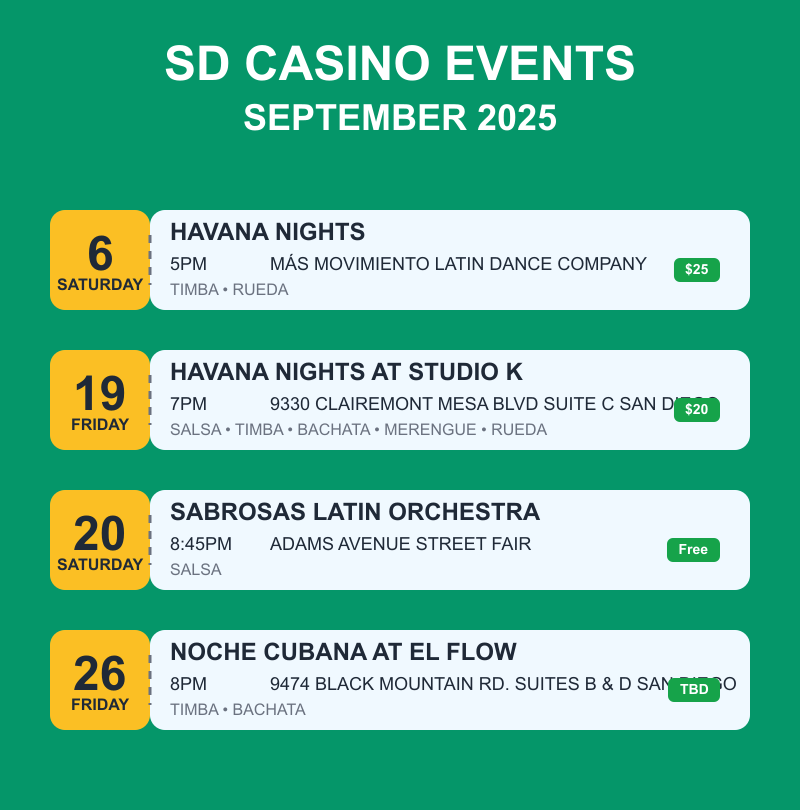 SD CASINO EVENTS
SEPTEMBER 2025
6
SATURDAY
HAVANA NIGHTS
5PM MÁS MOVIMIENTO LATIN DANCE COMPANY $25
TIMBA • RUEDA
19
FRIDAY
HAVANA NIGHTS AT STUDIO K
7PM 9330 CLAIREMONT MESA BLVD SUITE C SAN DIEGO $20
SALSA • TIMBA • BACHATA • MERENGUE • RUEDA
20
SATURDAY
SABROSAS LATIN ORCHESTRA
8:45PM ADAMS AVENUE STREET FAIR Free
SALSA
26
FRIDAY
NOCHE CUBANA AT EL FLOW
8PM 9474 BLACK MOUNTAIN RD. SUITES B & D SAN DIEGO TBD
TIMBA • BACHATA